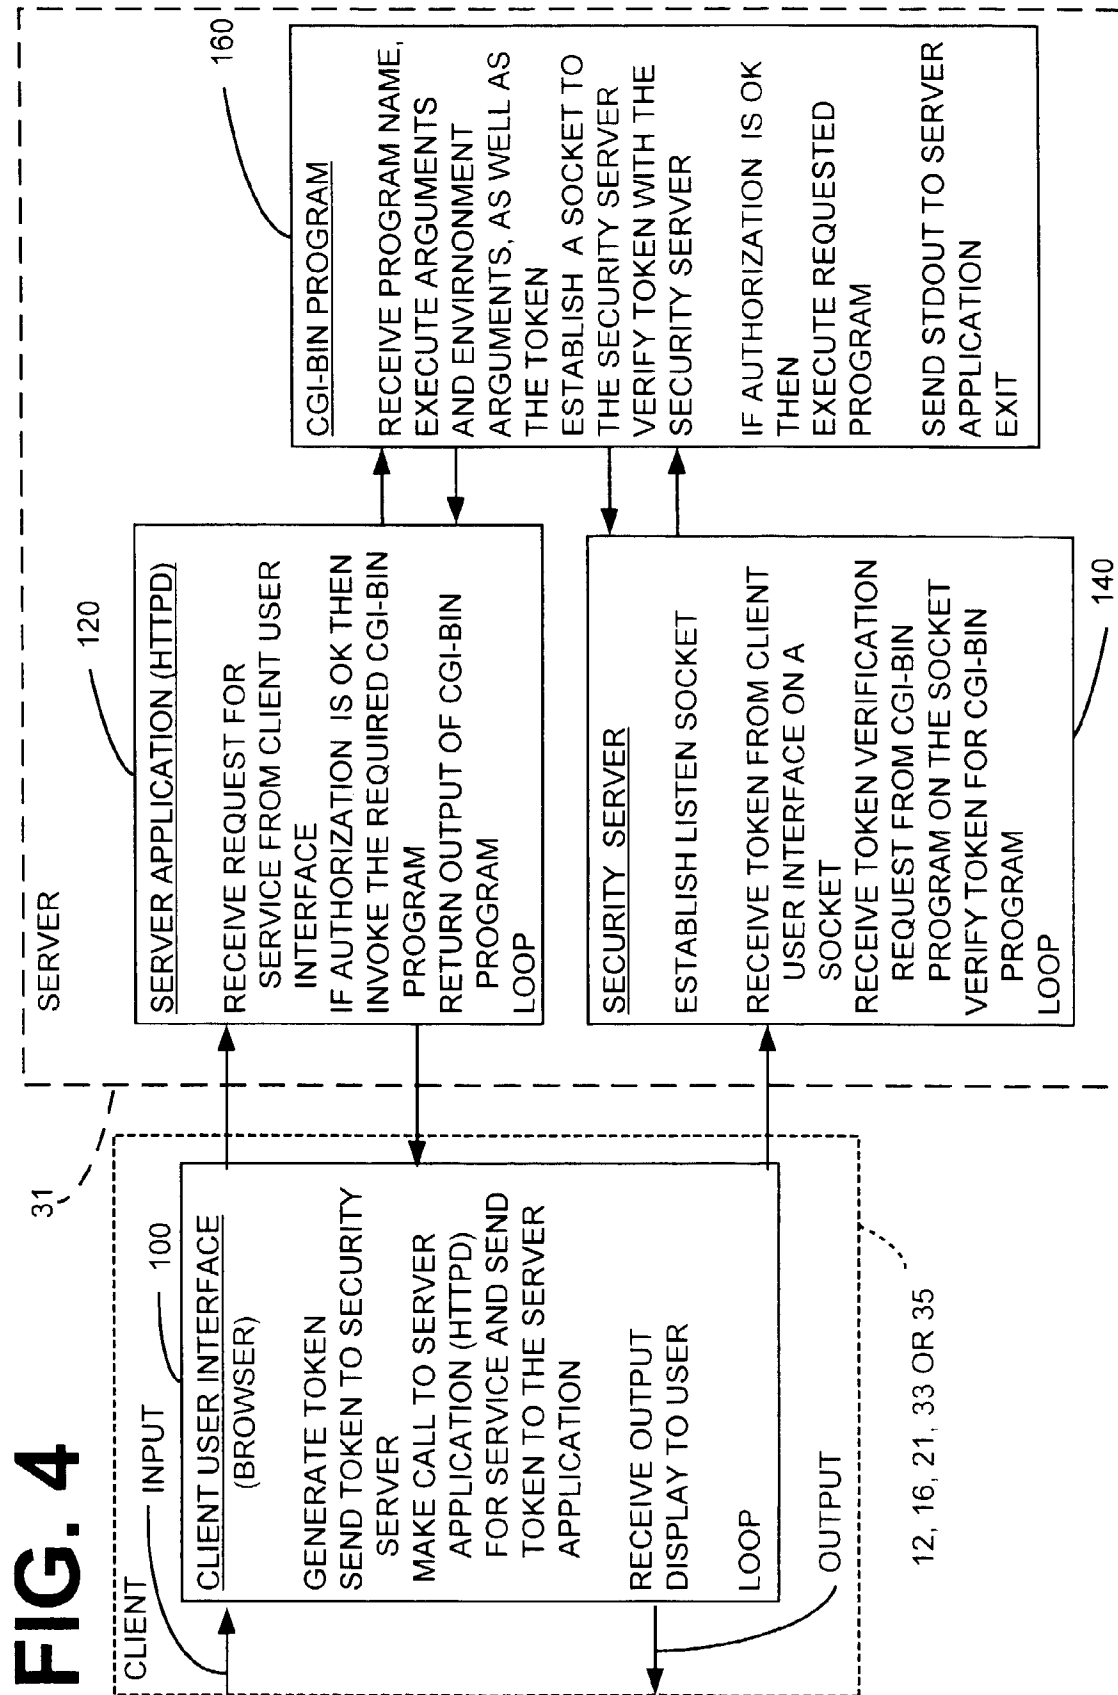 FIG. 4
CLIENT
INPUT
100
CLIENT USER INTERFACE
(BROWSER)
GENERATE TOKEN
SEND TOKEN TO SECURITY
SERVER
MAKE CALL TO SERVER
APPLICATION (HTTPD)
FOR SERVICE AND SEND
TOKEN TO THE SERVER
APPLICATION
RECEIVE OUTPUT
DISPLAY TO USER
LOOP
OUTPUT
12, 16, 21, 33 OR 35
31
SERVER
120
SERVER APPLICATION (HTTPD)
RECEIVE REQUEST FOR
SERVICE FROM CLIENT USER
INTERFACE
IF AUTHORIZATION IS OK THEN
INVOKE THE REQUIRED CGI-BIN
PROGRAM
RETURN OUTPUT OF CGI-BIN
PROGRAM
LOOP
SECURITY SERVER
ESTABLISH LISTEN SOCKET
RECEIVE TOKEN FROM CLIENT
USER INTERFACE ON A
SOCKET
RECEIVE TOKEN VERIFICATION
REQUEST FROM CGI-BIN
PROGRAM ON THE SOCKET
VERIFY TOKEN FOR CGI-BIN
PROGRAM
LOOP
140
160
CGI-BIN PROGRAM
RECEIVE PROGRAM NAME,
EXECUTE ARGUMENTS
AND ENVIRNONMENT
ARGUMENTS, AS WELL AS
THE TOKEN
ESTABLISH A SOCKET TO
THE SECURITY SERVER
VERIFY TOKEN WITH THE
SECURITY SERVER
IF AUTHORIZATION IS OK
THEN
EXECUTE REQUESTED
PROGRAM
SEND STDOUT TO SERVER
APPLICATION
EXIT